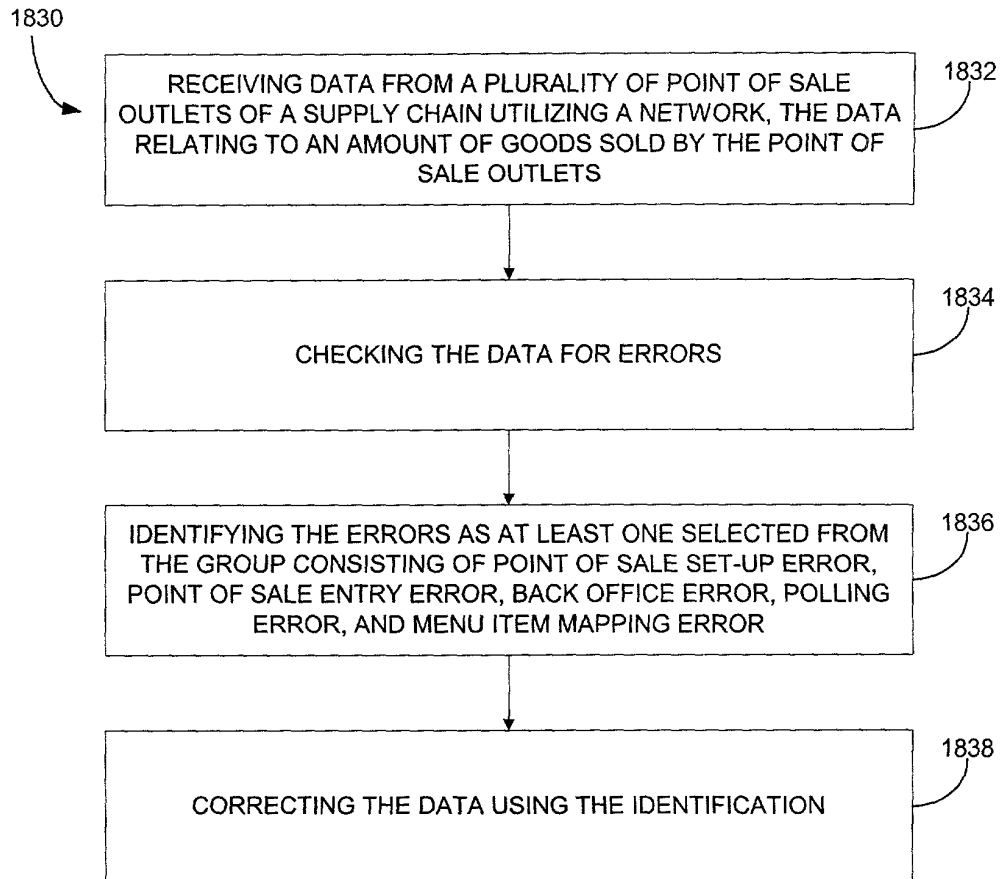 1830
RECEIVING DATA FROM A PLURALITY OF POINT OF SALE
OUTLETS OF A SUPPLY CHAIN UTILIZING A NETWORK, THE DATA
RELATING TO AN AMOUNT OF GOODS SOLD BY THE POINT OF
SALE OUTLETS
1832
CHECKING THE DATA FOR ERRORS
1834
IDENTIFYING THE ERRORS AS AT LEAST ONE SELECTED FROM
THE GROUP CONSISTING OF POINT OF SALE SET-UP ERROR,
POINT OF SALE ENTRY ERROR, BACK OFFICE ERROR, POLLING
ERROR, AND MENU ITEM MAPPING ERROR
1836
CORRECTING THE DATA USING THE IDENTIFICATION
1838